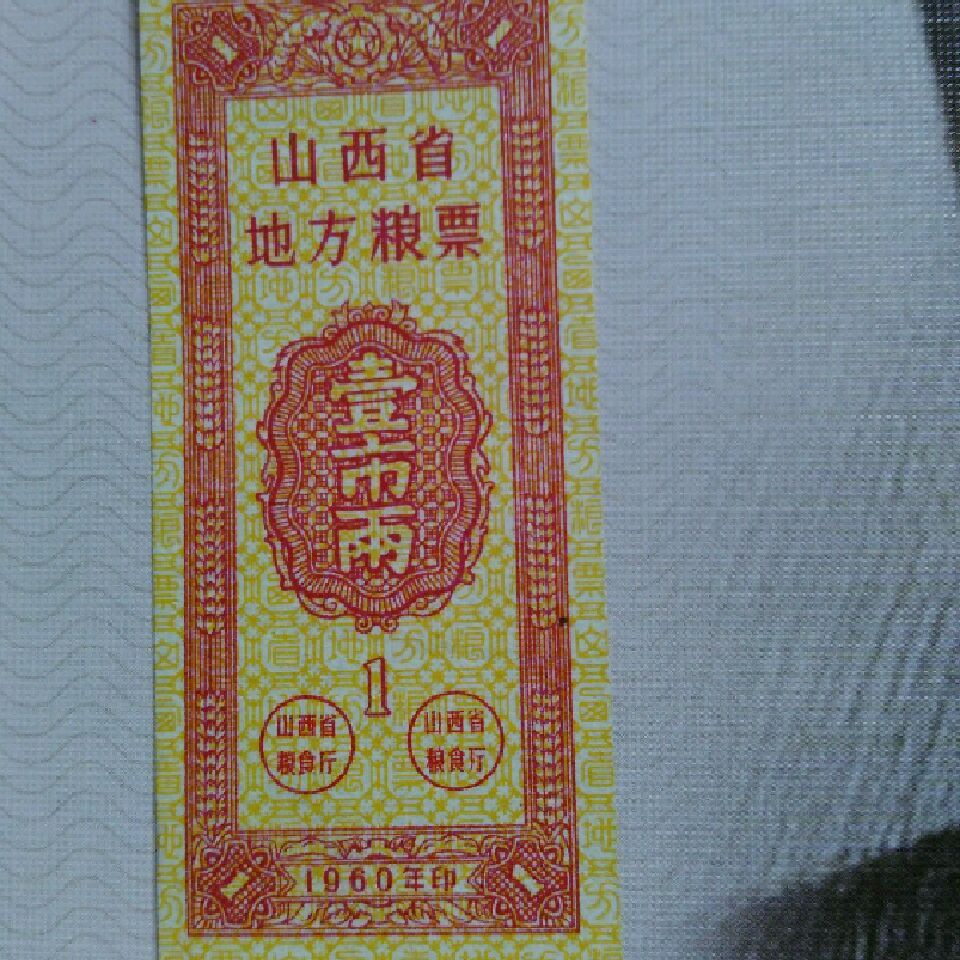 山西省
地方粮票
壹市两
1
山西省
粮食厅
山西省
粮食厅
1960年印